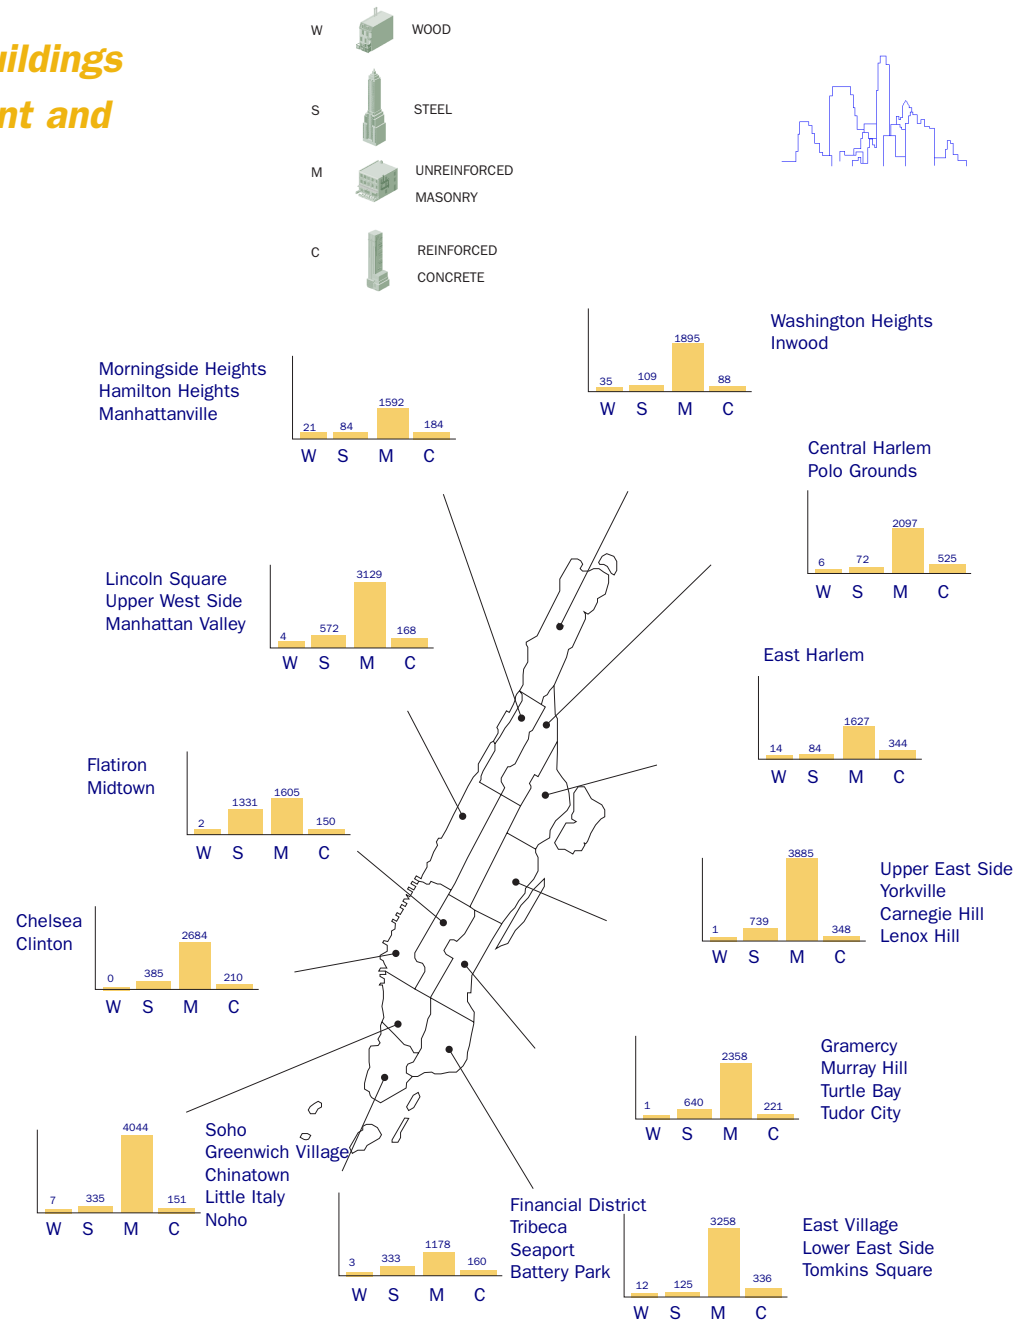 uildings
nt and
W WOOD
S STEEL
M UNREINFORCED
MASONRY
C REINFORCED
CONCRETE
Washington Heights
Inwood
35 109 1895 88
W S M C
Morningside Heights
Hamilton Heights
Manhattanville
21 84 1592 184
W S M C
Central Harlem
Polo Grounds
6 72 2097 525
W S M C
Lincoln Square
Upper West Side
Manhattan Valley
4 572 3129 168
W S M C
East Harlem
14 84 1627 344
W S M C
Flatiron
Midtown
2 1331 1605 150
W S M C
Upper East Side
Yorkville
Carnegie Hill
Lenox Hill
1 739 3885 348
W S M C
Chelsea
Clinton
0 385 2684 210
W S M C
Gramercy
Murray Hill
Turtle Bay
Tudor City
1 640 2358 221
W S M C
Soho
Greenwich Village
Chinatown
Little Italy
Noho
7 335 4044 151
W S M C
Financial District
Tribeca
Seaport
Battery Park
3 333 1178 160
W S M C
East Village
Lower East Side
Tomkins Square
12 125 3258 336
W S M C